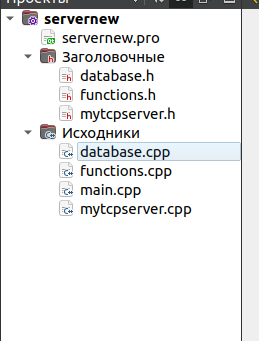 Проекты
servernew
servernew.pro
Заголовочные
database.h
functions.h
mytcpserver.h
Исходники
database.cpp
functions.cpp
main.cpp
mytcpserver.cpp